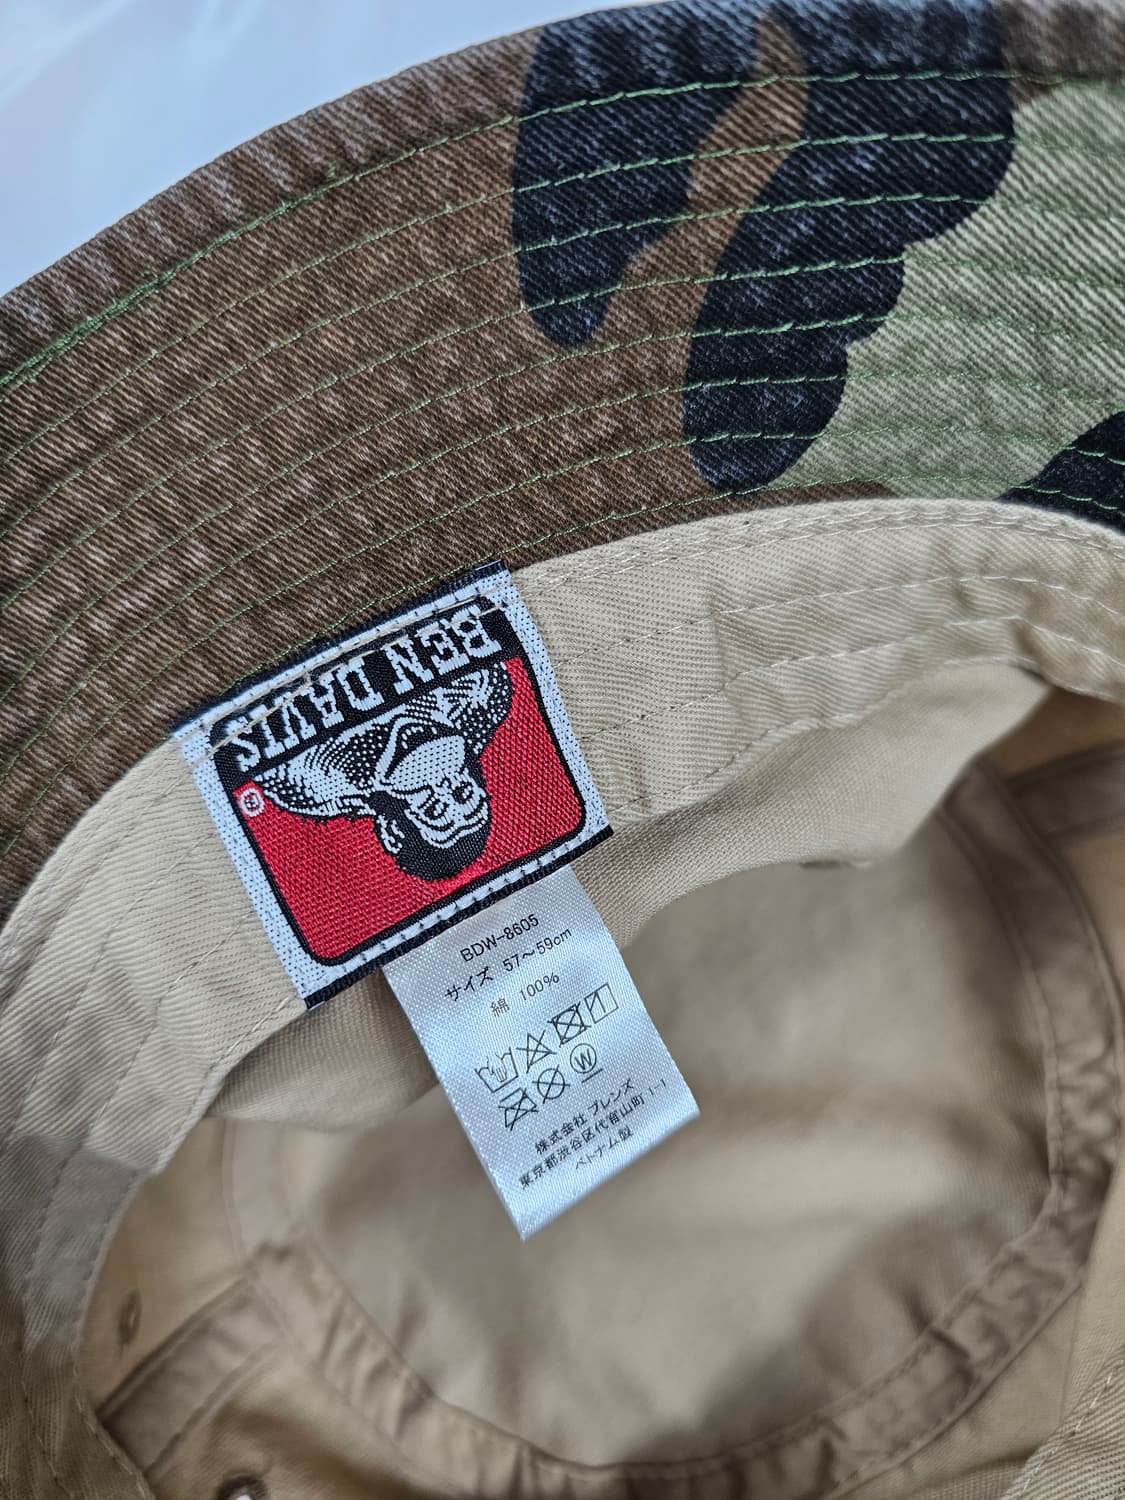 BEN DAVIS
®
BDW-8605
サイズ 57～59cm
綿 100%
W
株式会社 ブレンズ
東京都渋谷区代官山町 1-1
ベトナム製